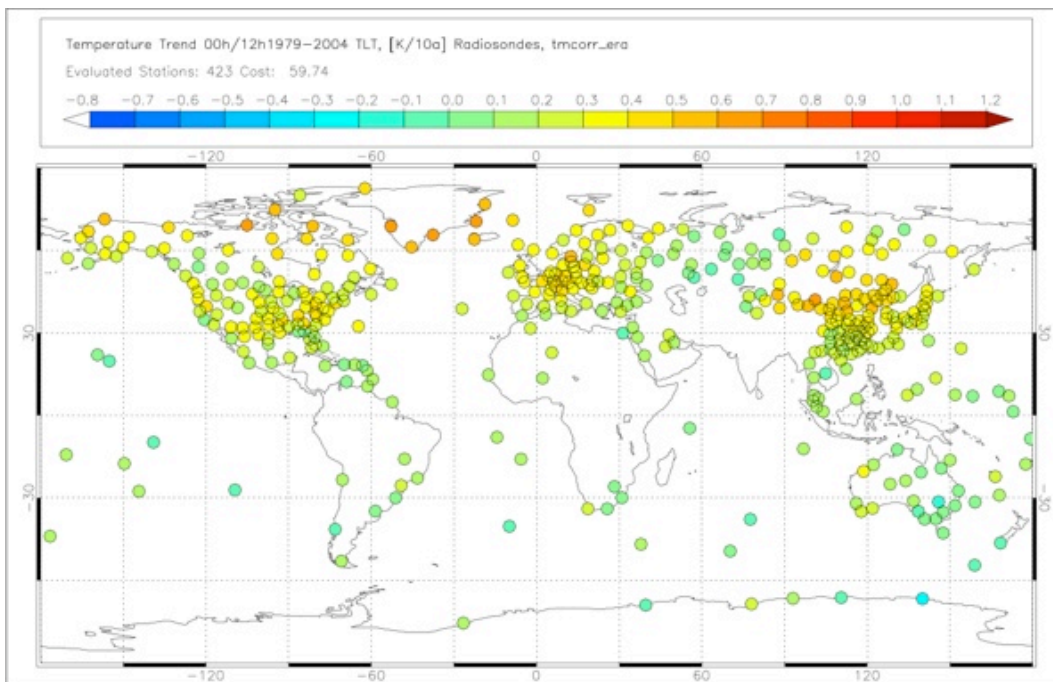 Temperature Trend 00h/12h1979-2004 TLT, [K/10a] Radiosondes, tmcorr_era
Evaluated Stations: 423 Cost: 59.74
-0.8 -0.7 -0.6 -0.5 -0.4 -0.3 -0.2 -0.1 0.0 0.1 0.2 0.3 0.4 0.5 0.6 0.7 0.8 0.9 1.0 1.1 1.2
-120 -60 0 60 120
30 30
-30 -30
-120 -60 0 60 120